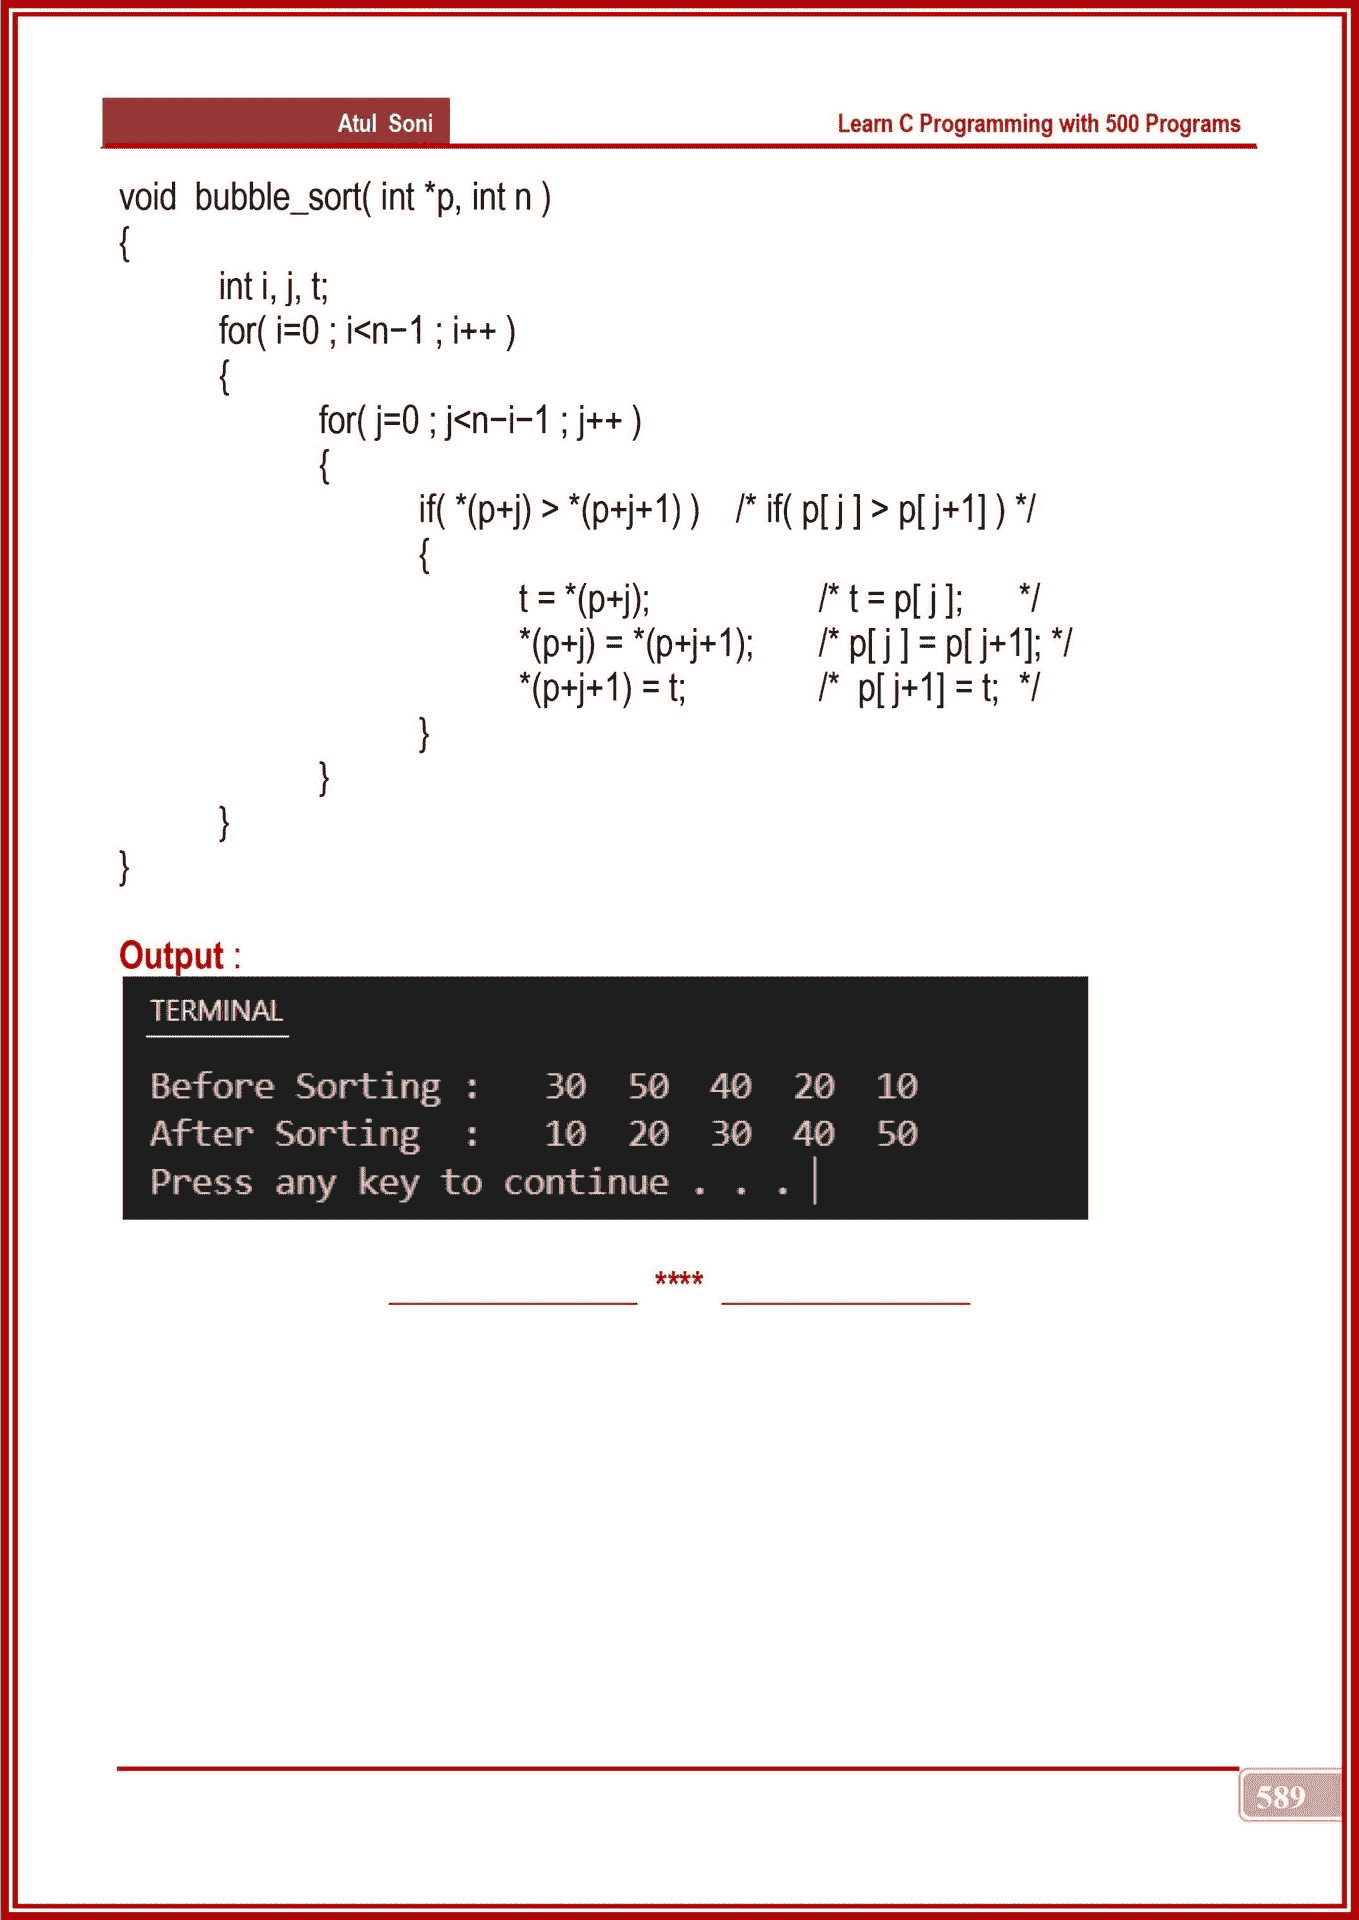 Atul Soni Learn C Programming with 500 Programs
void bubble_sort( int *p, int n )
{
int i, j, t;
for( i=0 ; i<n−1 ; i++ )
{
for( j=0 ; j<n−i−1 ; j++ )
{
if( *(p+j) > *(p+j+1) ) /* if( p[ j ] > p[ j+1] ) */
{
t = *(p+j); /* t = p[ j ]; */
*(p+j) = *(p+j+1); /* p[ j ] = p[ j+1]; */
*(p+j+1) = t; /* p[ j+1] = t; */
}
}
}
}
Output :
TERMINAL
Before Sorting : 30 50 40 20 10
After Sorting : 10 20 30 40 50
Press any key to continue . . .
****
589